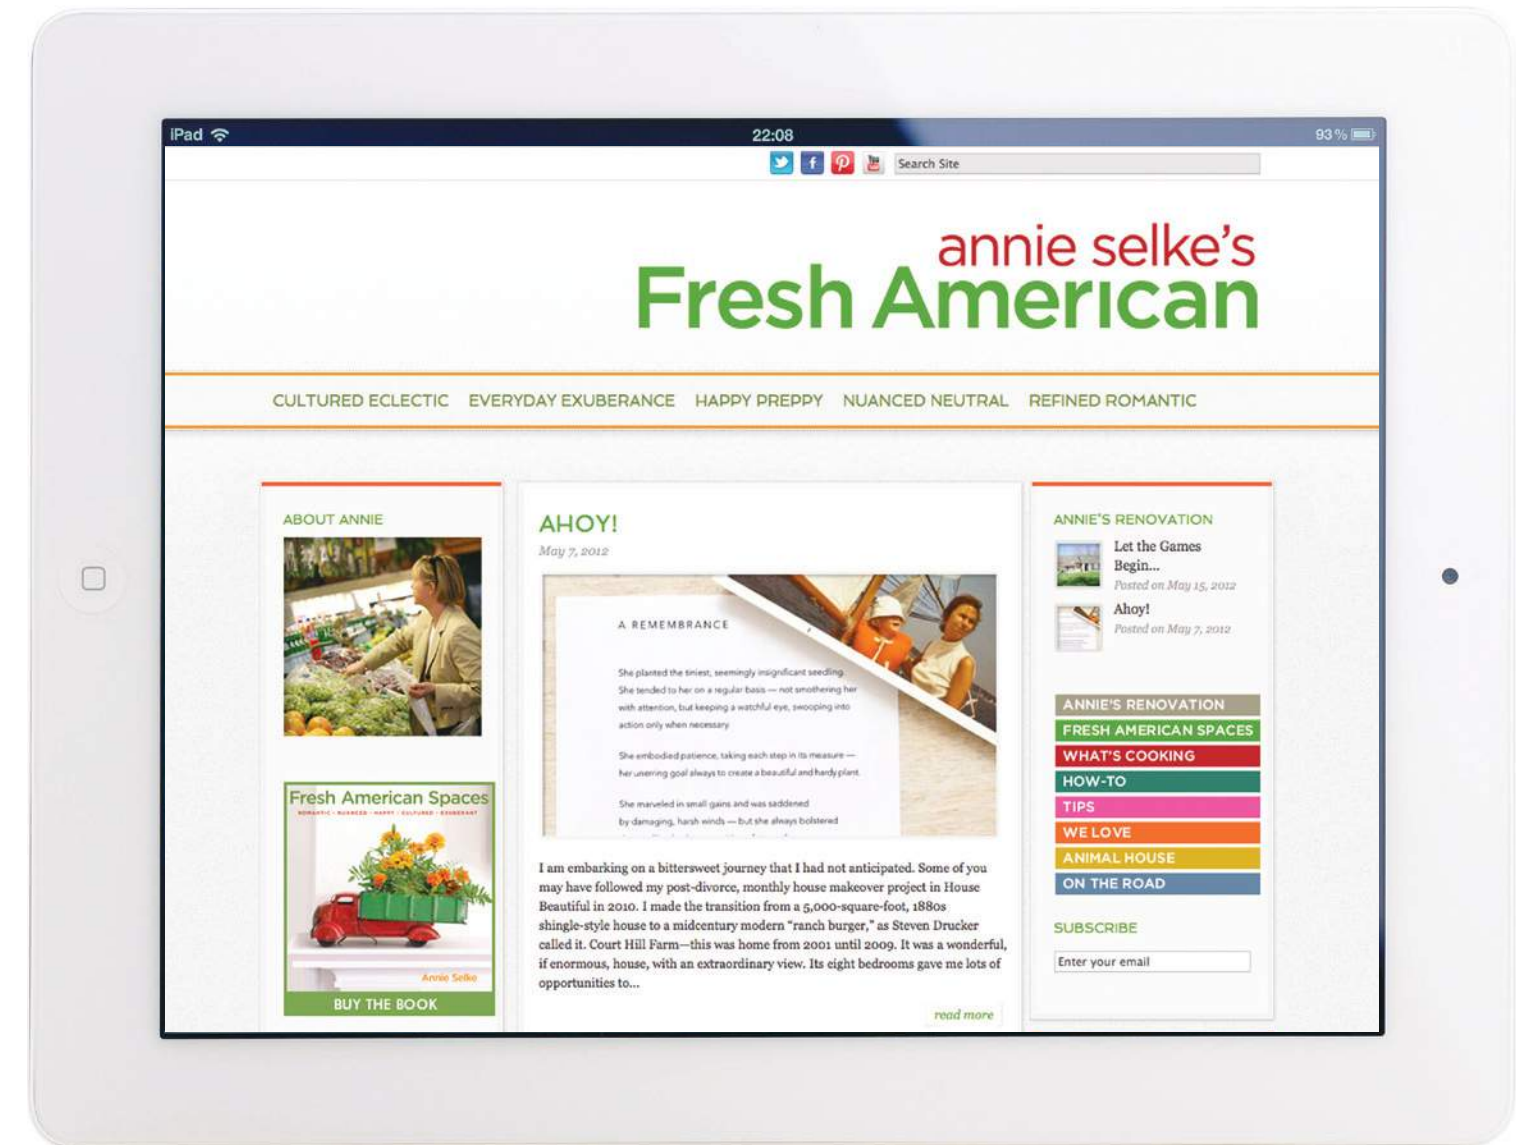 iPad
22:08
93%
Search Site
annie selke's
Fresh American
CULTURED ECLECTIC EVERYDAY EXUBERANCE HAPPY PREPPY NUANCED NEUTRAL REFINED ROMANTIC
ABOUT ANNIE
Fresh American Spaces
ROMANTIC · NUANCED · HAPPY · CULTURED · EXUBERANT
Annie Selke
BUY THE BOOK
AHOY!
May 7, 2012
A REMEMBRANCE
She planted the tiniest, seemingly insignificant seedling.
She tended to her on a regular basis — not smothering her
with attention, but keeping a watchful eye, swooping into
action only when necessary.
She embodied patience, taking each step in its measure —
her unerring goal always to create a beautiful and hardy plant.
She marveled in small gains and was saddened
by damaging, harsh winds — but she always bolstered
I am embarking on a bittersweet journey that I had not anticipated. Some of you
may have followed my post-divorce, monthly house makeover project in House
Beautiful in 2010. I made the transition from a 5,000-square-foot, 1880s
shingle-style house to a midcentury modern “ranch burger,” as Steven Drucker
called it. Court Hill Farm—this was home from 2001 until 2009. It was a wonderful,
if enormous, house, with an extraordinary view. Its eight bedrooms gave me lots of
opportunities to...
read more
ANNIE'S RENOVATION
Let the Games
Begin...
Posted on May 15, 2012
Ahoy!
Posted on May 7, 2012
ANNIE'S RENOVATION
FRESH AMERICAN SPACES
WHAT'S COOKING
HOW-TO
TIPS
WE LOVE
ANIMAL HOUSE
ON THE ROAD
SUBSCRIBE
Enter your email